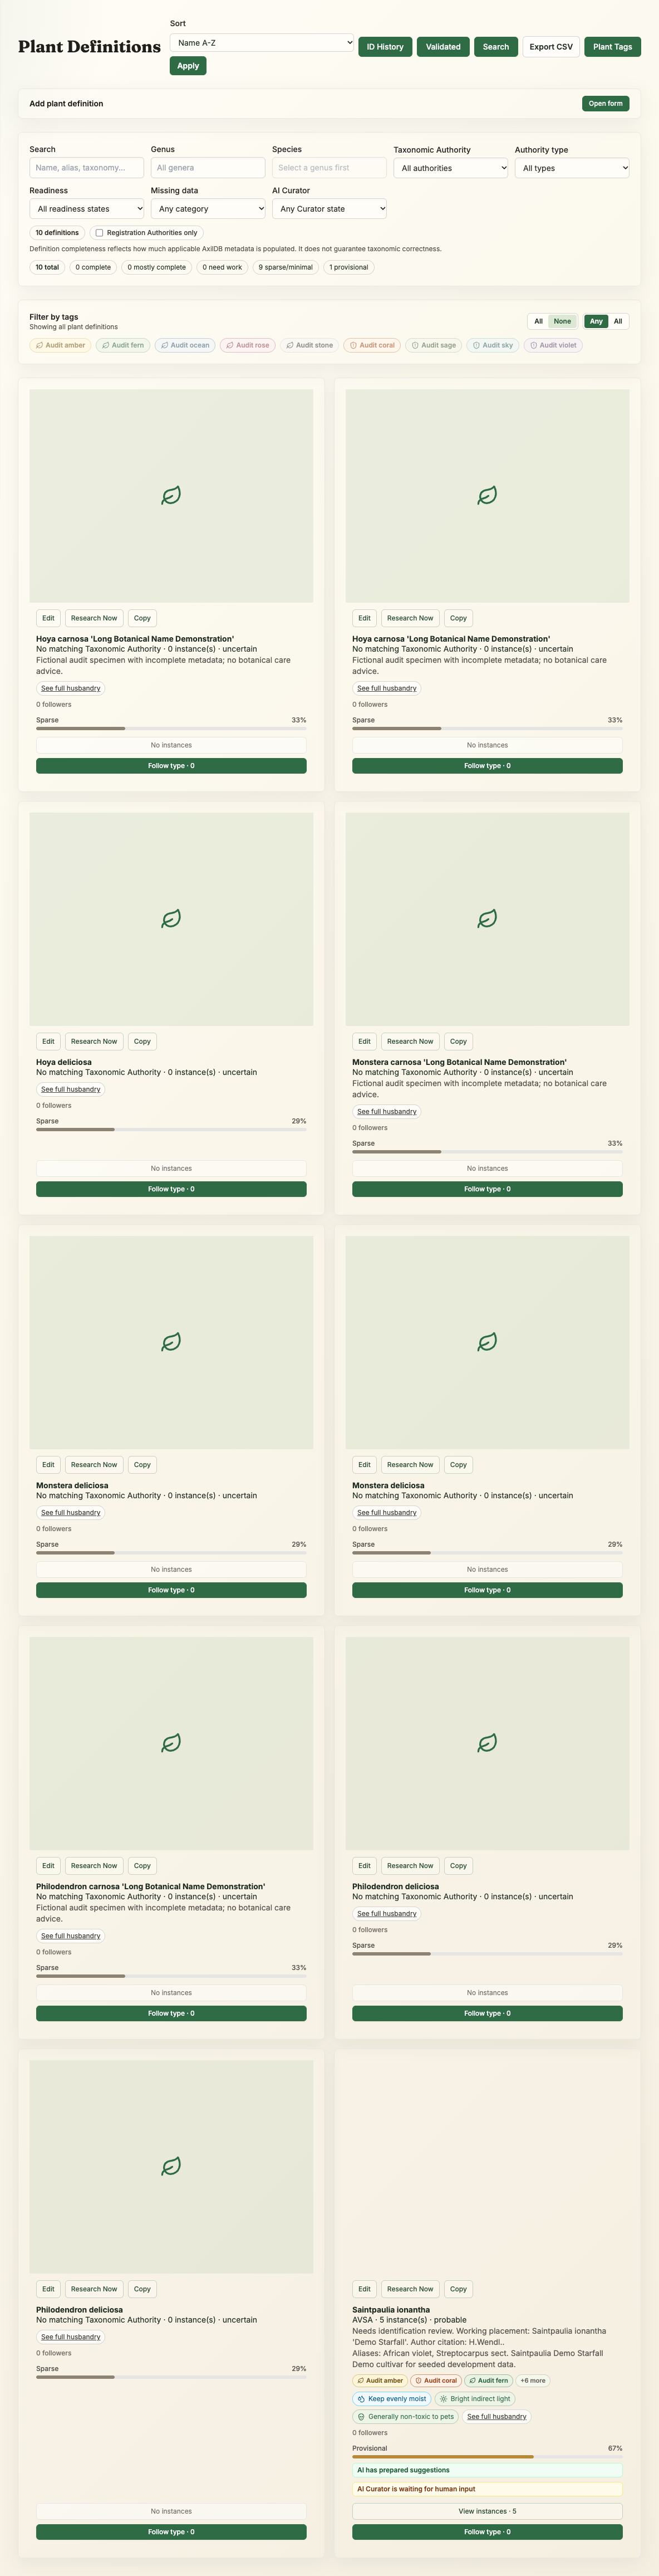 Plant Definitions
Sort
Name A-Z
Apply
ID History
Validated
Search
Export CSV
Plant Tags
Add plant definition
Open form
Search
Genus
Species
Taxonomic Authority
Authority type
Name, alias, taxonomy...
All genera
Select a genus first
All authorities
All types
Readiness
Missing data
AI Curator
All readiness states
Any category
Any Curator state
10 definitions
Registration Authorities only
Definition completeness reflects how much applicable AxilDB metadata is populated. It does not guarantee taxonomic correctness.
10 total
0 complete
0 mostly complete
0 need work
9 sparse/minimal
1 provisional
Filter by tags
Showing all plant definitions
All
None
Any
All
Audit amber
Audit fern
Audit ocean
Audit rose
Audit stone
Audit coral
Audit sage
Audit sky
Audit violet
Edit
Research Now
Copy
Hoya carnosa 'Long Botanical Name Demonstration'
No matching Taxonomic Authority · 0 instance(s) · uncertain
Fictional audit specimen with incomplete metadata; no botanical care
advice.
See full husbandry
0 followers
Sparse
33%
No instances
Follow type · 0
Edit
Research Now
Copy
Hoya carnosa 'Long Botanical Name Demonstration'
No matching Taxonomic Authority · 0 instance(s) · uncertain
Fictional audit specimen with incomplete metadata; no botanical care
advice.
See full husbandry
0 followers
Sparse
33%
No instances
Follow type · 0
Edit
Research Now
Copy
Hoya deliciosa
No matching Taxonomic Authority · 0 instance(s) · uncertain
See full husbandry
0 followers
Sparse
29%
No instances
Follow type · 0
Edit
Research Now
Copy
Monstera carnosa 'Long Botanical Name Demonstration'
No matching Taxonomic Authority · 0 instance(s) · uncertain
Fictional audit specimen with incomplete metadata; no botanical care
advice.
See full husbandry
0 followers
Sparse
33%
No instances
Follow type · 0
Edit
Research Now
Copy
Monstera deliciosa
No matching Taxonomic Authority · 0 instance(s) · uncertain
See full husbandry
0 followers
Sparse
29%
No instances
Follow type · 0
Edit
Research Now
Copy
Monstera deliciosa
No matching Taxonomic Authority · 0 instance(s) · uncertain
See full husbandry
0 followers
Sparse
29%
No instances
Follow type · 0
Edit
Research Now
Copy
Philodendron carnosa 'Long Botanical Name Demonstration'
No matching Taxonomic Authority · 0 instance(s) · uncertain
Fictional audit specimen with incomplete metadata; no botanical care
advice.
See full husbandry
0 followers
Sparse
33%
No instances
Follow type · 0
Edit
Research Now
Copy
Philodendron deliciosa
No matching Taxonomic Authority · 0 instance(s) · uncertain
See full husbandry
0 followers
Sparse
29%
No instances
Follow type · 0
Edit
Research Now
Copy
Philodendron deliciosa
No matching Taxonomic Authority · 0 instance(s) · uncertain
See full husbandry
0 followers
Sparse
29%
No instances
Follow type · 0
Edit
Research Now
Copy
Saintpaulia ionantha
AVSA · 5 instance(s) · probable
Needs identification review. Working placement: Saintpaulia ionantha
'Demo Starfall'. Author citation: H.Wendl..
Aliases: African violet, Streptocarpus sect. Saintpaulia Demo Starfall
Demo cultivar for seeded development data.
Audit amber
Audit coral
Audit fern
+6 more
Keep evenly moist
Bright indirect light
Generally non-toxic to pets
See full husbandry
0 followers
Provisional
67%
AI has prepared suggestions
AI Curator is waiting for human input
View instances · 5
Follow type · 0